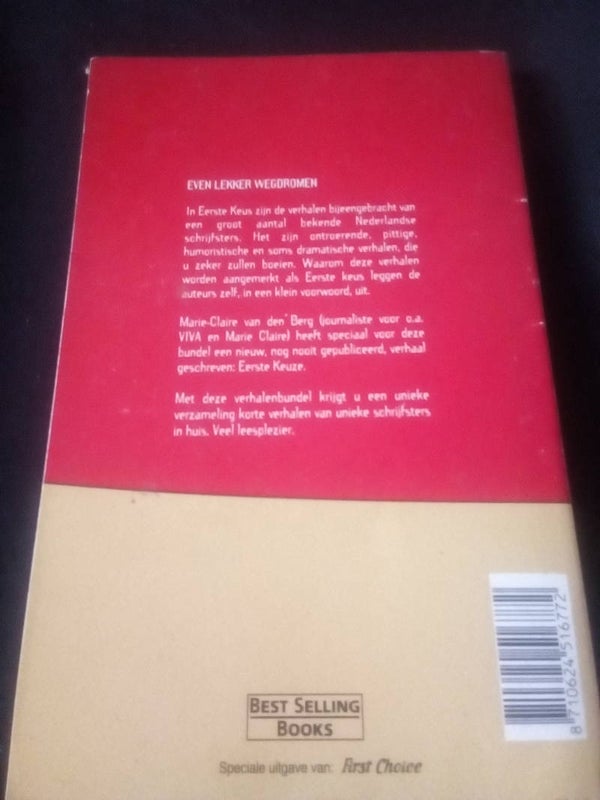 EVEN LEKKER WEGDROMEN
In Eerste Keus zijn de verhalen bijeengebracht van
een groot aantal bekende Nederlandse
schrijfsters. Het zijn ontroerende, pittige,
humoristische en soms dramatische verhalen, die
u zeker zullen boeien. Waarom deze verhalen
worden aangemerkt als Eerste keus leggen de
auteurs zelf, in een klein voorwoord, uit.
Marie-Claire van den Berg (journaliste voor o.a.
VIVA en Marie Claire) heeft speciaal voor deze
bundel een nieuw, nog nooit gepubliceerd, verhaal
geschreven: Eerste Keuze.
Met deze verhalenbundel krijgt u een unieke
verzameling korte verhalen van unieke schrijfsters
in huis. Veel leesplezier.
8 710624 516772
BEST SELLING
BOOKS
Speciale uitgave van: First Choice